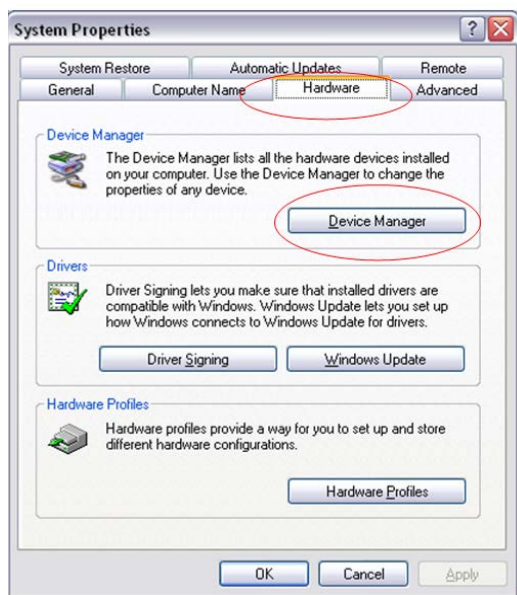 System Properties
System Restore Automatic Updates Remote
General Computer Name Hardware Advanced
Device Manager
The Device Manager lists all the hardware devices installed
on your computer. Use the Device Manager to change the
properties of any device.
Device Manager
Drivers
Driver Signing lets you make sure that installed drivers are
compatible with Windows. Windows Update lets you set up
how Windows connects to Windows Update for drivers.
Driver Signing Windows Update
Hardware Profiles
Hardware profiles provide a way for you to set up and store
different hardware configurations.
Hardware Profiles
OK Cancel Apply